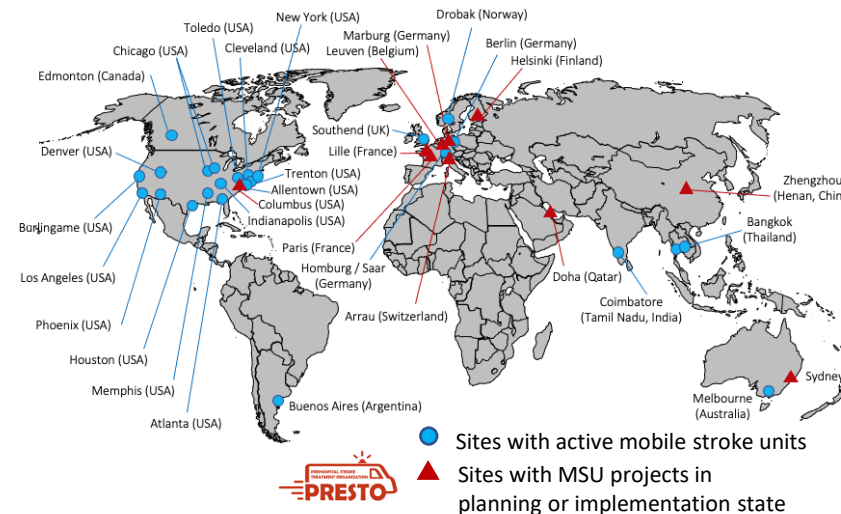 New York (USA)
Toledo (USA)
Chicago (USA)
Cleveland (USA)
Edmonton (Canada)
Denver (USA)
Drobak (Norway)
Marburg (Germany)
Leuven (Belgium)
Berlin (Germany)
Helsinki (Finland)
Southend (UK)
Lille (France)
Trenton (USA)
Allentown (USA)
Columbus (USA)
Indianapolis (USA)
Burlingame (USA)
Los Angeles (USA)
Phoenix (USA)
Houston (USA)
Memphis (USA)
Atlanta (USA)
Paris (France)
Homburg / Saar
(Germany)
Arrau (Switzerland)
Doha (Qatar)
Zhengzhou
(Henan, Chin
Bangkok
(Thailand)
Coimbatore
(Tamil Nadu, India)
Sydney
Melbourne
(Australia)
Buenos Aires (Argentina)
Sites with active mobile stroke units
Sites with MSU projects in
planning or implementation state
PREHOSPITAL STROKE
TREATMENT ORGANIZATION
PRESTO